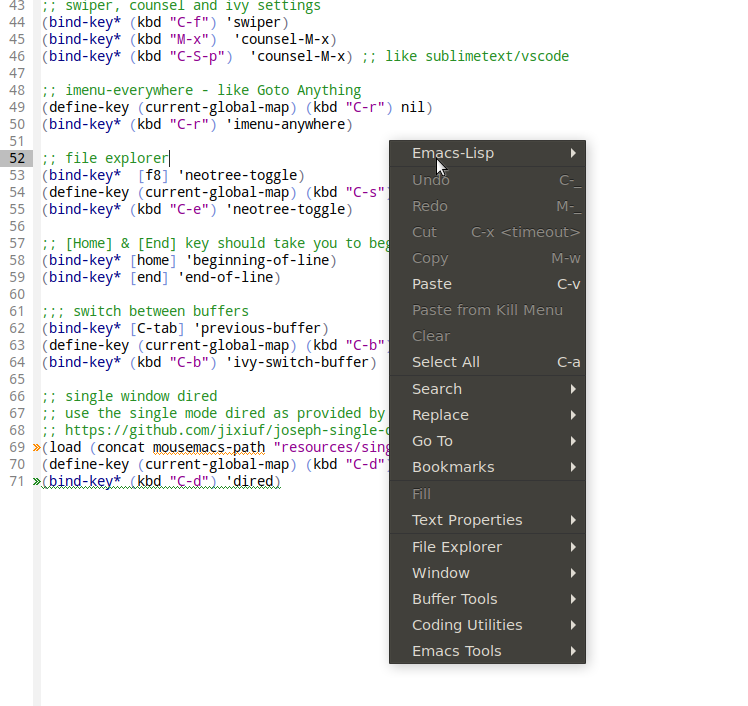 43 ;; swiper, counsel and ivy settings
44 (bind-key* (kbd "C-f") 'swiper)
45 (bind-key* (kbd "M-x")  'counsel-M-x)
46 (bind-key* (kbd "C-S-p")  'counsel-M-x) ;; like sublimetext/vscode
47
48 ;; imenu-everywhere - like Goto Anything
49 (define-key (current-global-map) (kbd "C-r") nil)
50 (bind-key* (kbd "C-r") 'imenu-anywhere)
51
52 ;; file explorer
53 (bind-key*  [f8] 'neotree-toggle)
54 (define-key (current-global-map) (kbd "C-s"
55 (bind-key* (kbd "C-e") 'neotree-toggle)
56
57 ;; [Home] & [End] key should take you to beg
58 (bind-key* [home] 'beginning-of-line)
59 (bind-key* [end] 'end-of-line)
60
61 ;;; switch between buffers
62 (bind-key* [C-tab] 'previous-buffer)
63 (define-key (current-global-map) (kbd "C-b"
64 (bind-key* (kbd "C-b") 'ivy-switch-buffer)
65
66 ;; single window dired
67 ;; use the single mode dired as provided by
68 ;; https://github.com/jixiuf/joseph-single-d
69 (load (concat mousemacs-path "resources/sing
70 (define-key (current-global-map) (kbd "C-d"
71 (bind-key* (kbd "C-d") 'dired)
Emacs-Lisp
Undo C-_
Redo M-_
Cut C-x <timeout>
Copy M-w
Paste C-v
Paste from Kill Menu
Clear
Select All C-a
Search
Replace
Go To
Bookmarks
Fill
Text Properties
File Explorer
Window
Buffer Tools
Coding Utilities
Emacs Tools